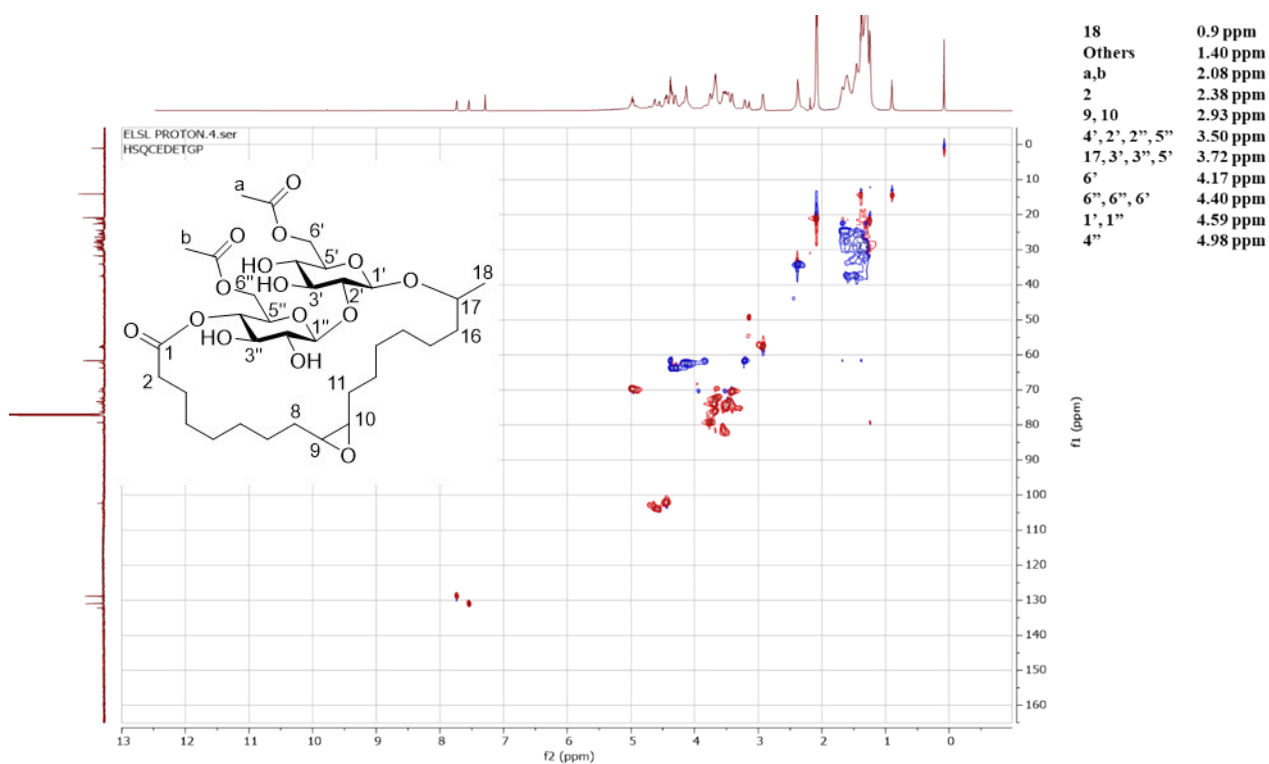 18 0.9 ppm
Others 1.40 ppm
a,b 2.08 ppm
2 2.38 ppm
9, 10 2.93 ppm
4’, 2’, 2”, 5” 3.50 ppm
17, 3’, 3”, 5’ 3.72 ppm
6’ 4.17 ppm
6”, 6”, 6’ 4.40 ppm
1’, 1” 4.59 ppm
4” 4.98 ppm
ELSL PROTON.4.ser
HSQCEDETGP
a
O
O
6'
b
O
5'
O
1'
O
18
HO
HO
3'
2'
17
O
6''
5''
O
1''
O
16
O
O
HO
3''
OH
1
2
11
8
10
9
O
0
10
20
30
40
50
60
70
80
90
100
110
120
130
140
150
160
f1 (ppm)
13 12 11 10 9 8 7 6 5 4 3 2 1 0
f2 (ppm)